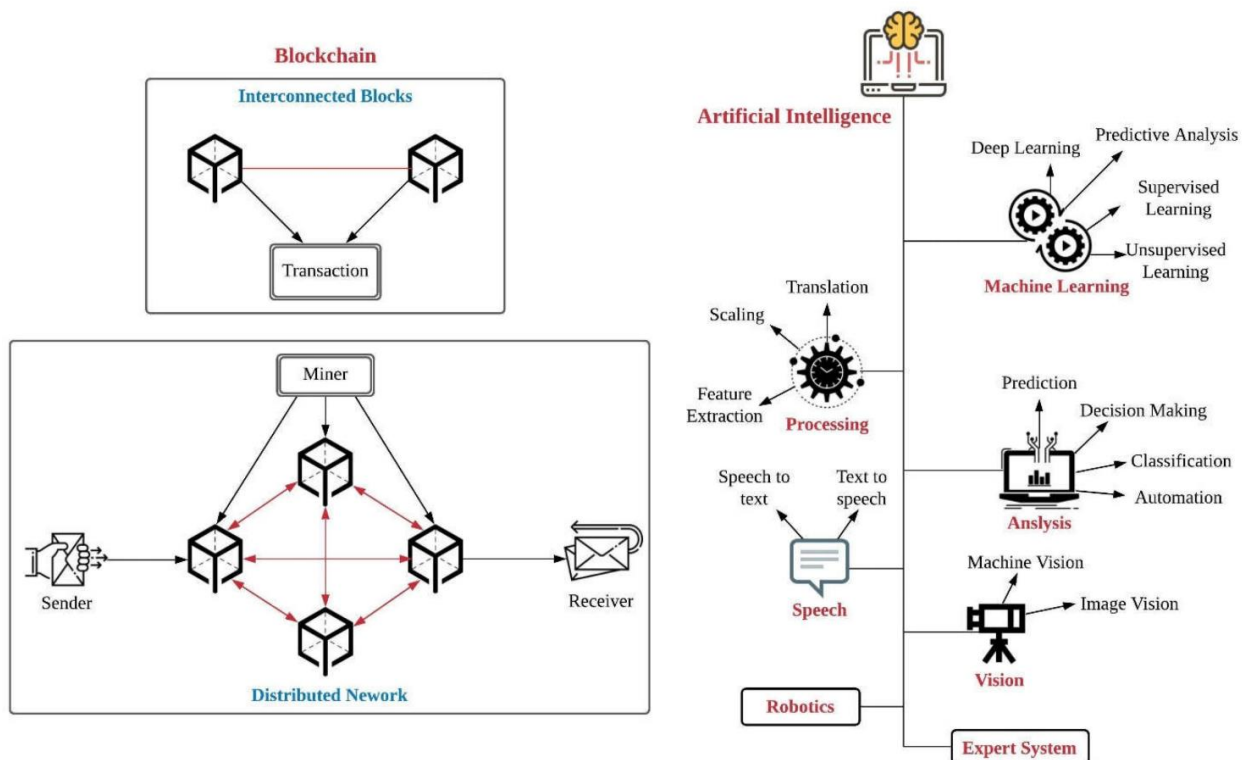 Blockchain
Interconnected Blocks
Transaction
Miner
Sender
Receiver
Distributed Nework
Artificial Intelligence
Deep Learning
Predictive Analysis
Supervised
Learning
Unsupervised
Learning
Machine Learning
Translation
Scaling
Feature
Extraction
Processing
Prediction
Decision Making
Classification
Automation
Anslysis
Speech to
text
Text to
speech
Speech
Machine Vision
Image Vision
Vision
Robotics
Expert System